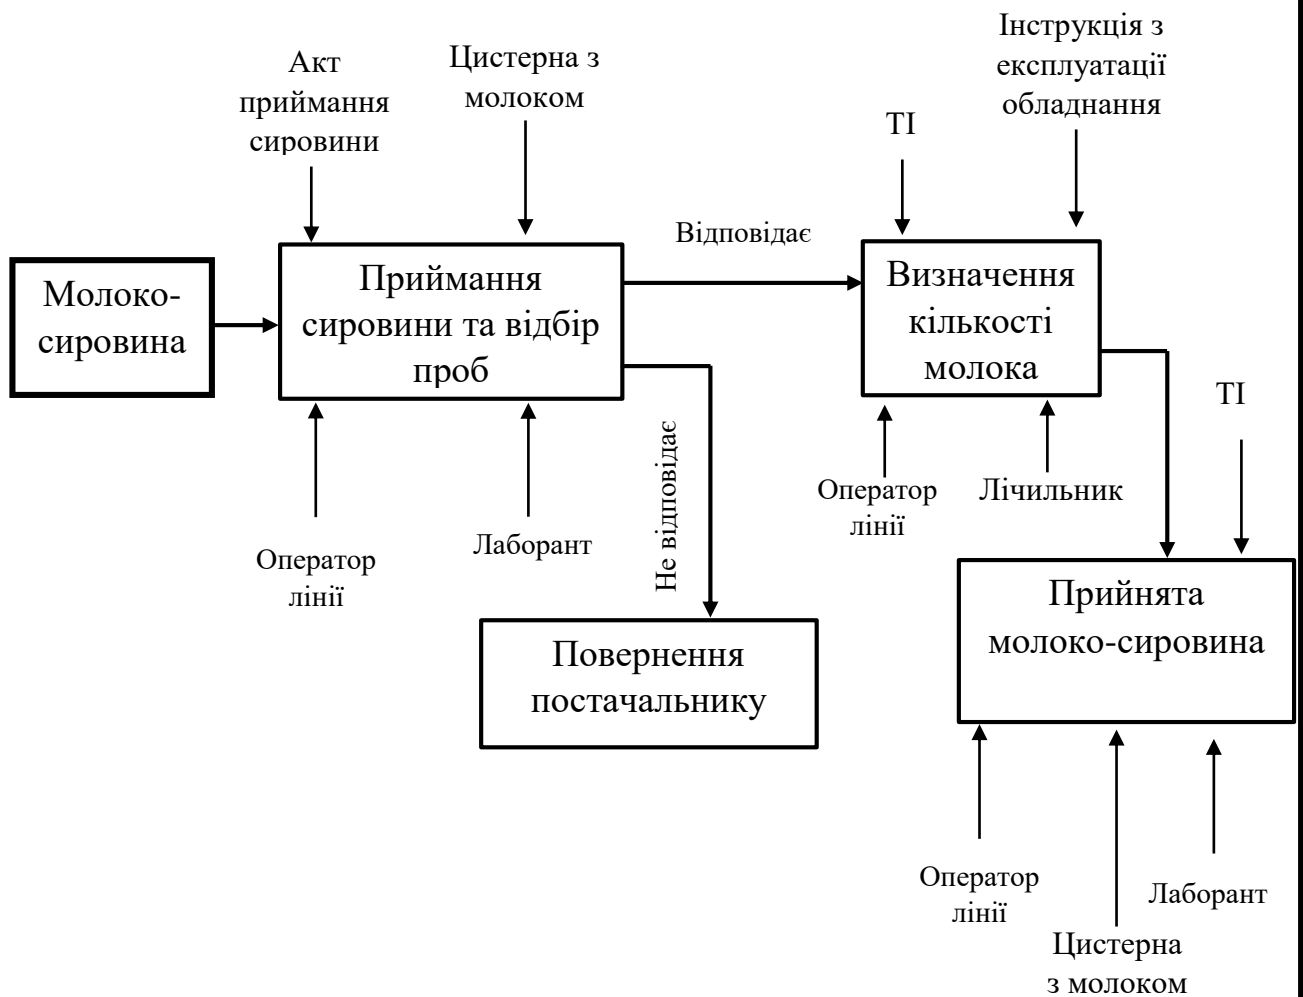 Акт
приймання
сировини
Цистерна з
молоком
ТІ
Інструкція з
експлуатації
обладнання
Молоко-
сировина
Приймання
сировини та відбір
проб
Відповідає
Визначення
кількості
молока
Оператор
лінії
Лаборант
Не відповідає
Оператор
лінії
Лічильник
ТІ
Повернення
постачальнику
Прийнята
молоко-сировина
Оператор
лінії
Цистерна
з молоком
Лаборант